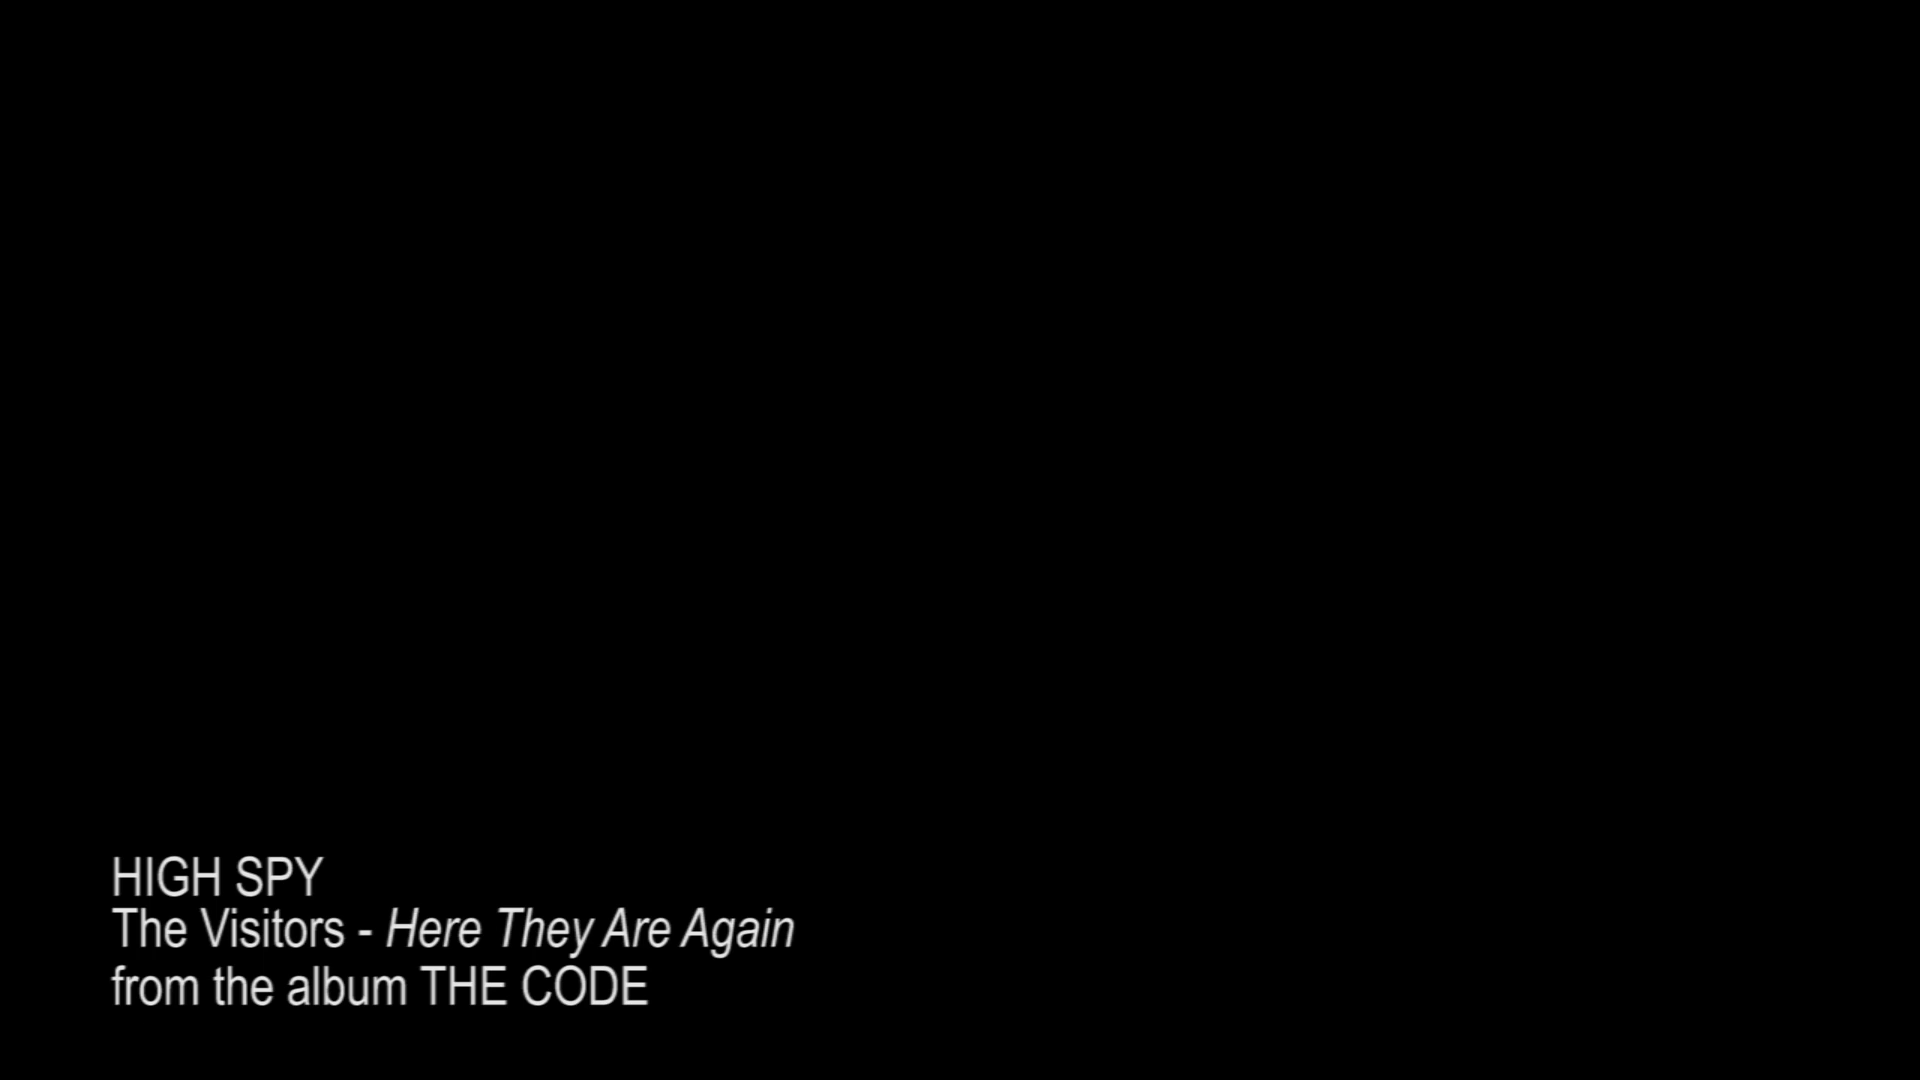 HIGH SPY
The Visitors - Here They Are Again
from the album THE CODE